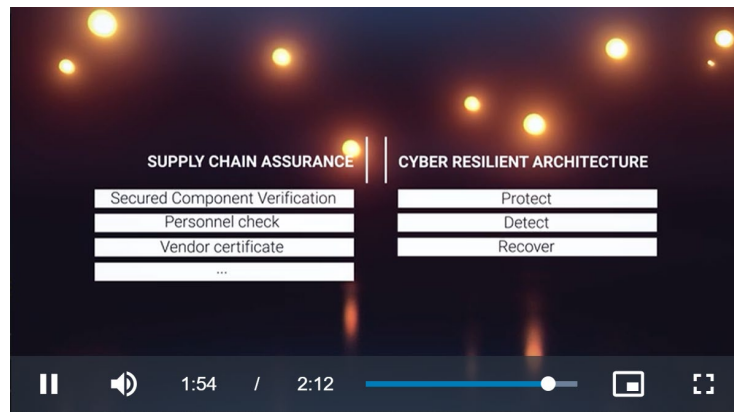 SUPPLY CHAIN ASSURANCE
Secured Component Verification
Personnel check
Vendor certificate
...
CYBER RESILIENT ARCHITECTURE
Protect
Detect
Recover
1:54 / 2:12